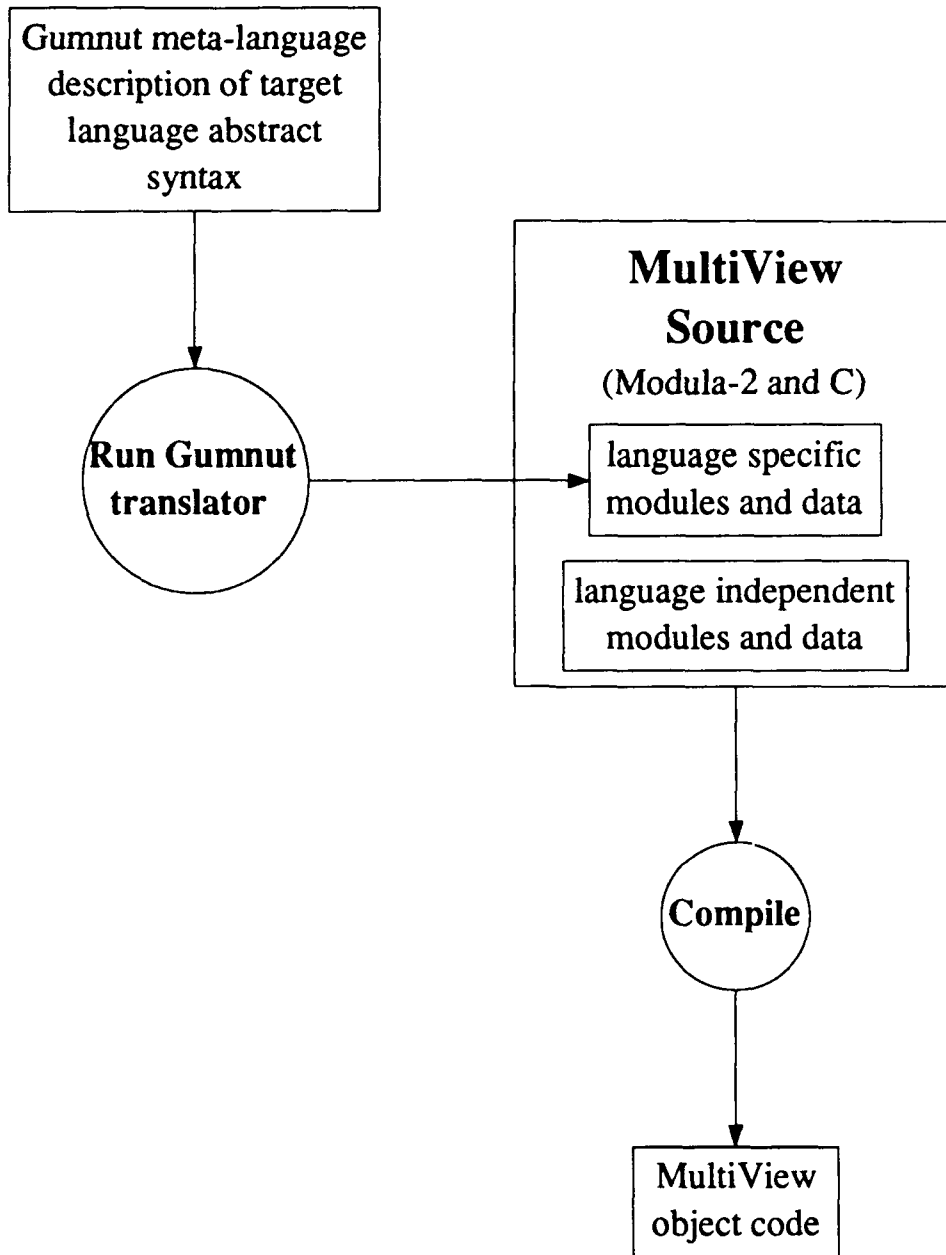 Gumnut meta-language
description of target
language abstract
syntax
MultiView
Source
(Modula-2 and C)
Run Gumnut
translator
language specific
modules and data
language independent
modules and data
Compile
MultiView
object code